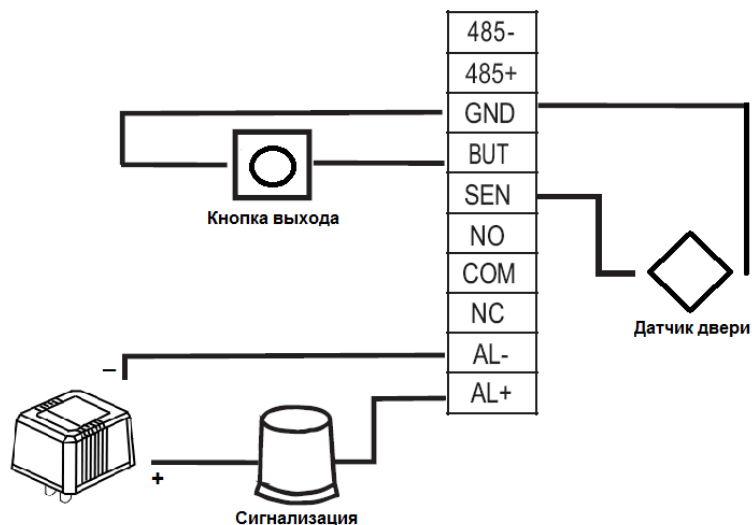 485-
485+
GND
BUT
SEN
NO
COM
NC
AL-
AL+
Кнопка выхода
Датчик двери
–
+
Сигнализация